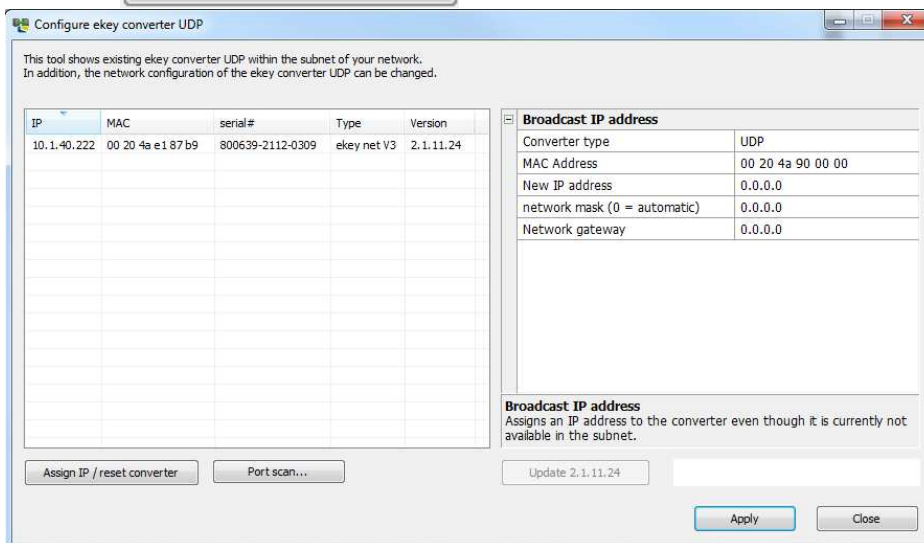 Configure ekey converter UDP
This tool shows existing ekey converter UDP within the subnet of your network.
In addition, the network configuration of the ekey converter UDP can be changed.
IP MAC serial# Type Version
10.1.40.222 00 20 4a e1 87 b9 800639-2112-0309 ekey net V3 2.1.11.24
Broadcast IP address
Converter type UDP
MAC Address 00 20 4a 90 00 00
New IP address 0.0.0.0
network mask (0 = automatic) 0.0.0.0
Network gateway 0.0.0.0
Broadcast IP address
Assigns an IP address to the converter even though it is currently not
available in the subnet.
Assign IP / reset converter Port scan... Update 2.1.11.24
Apply Close